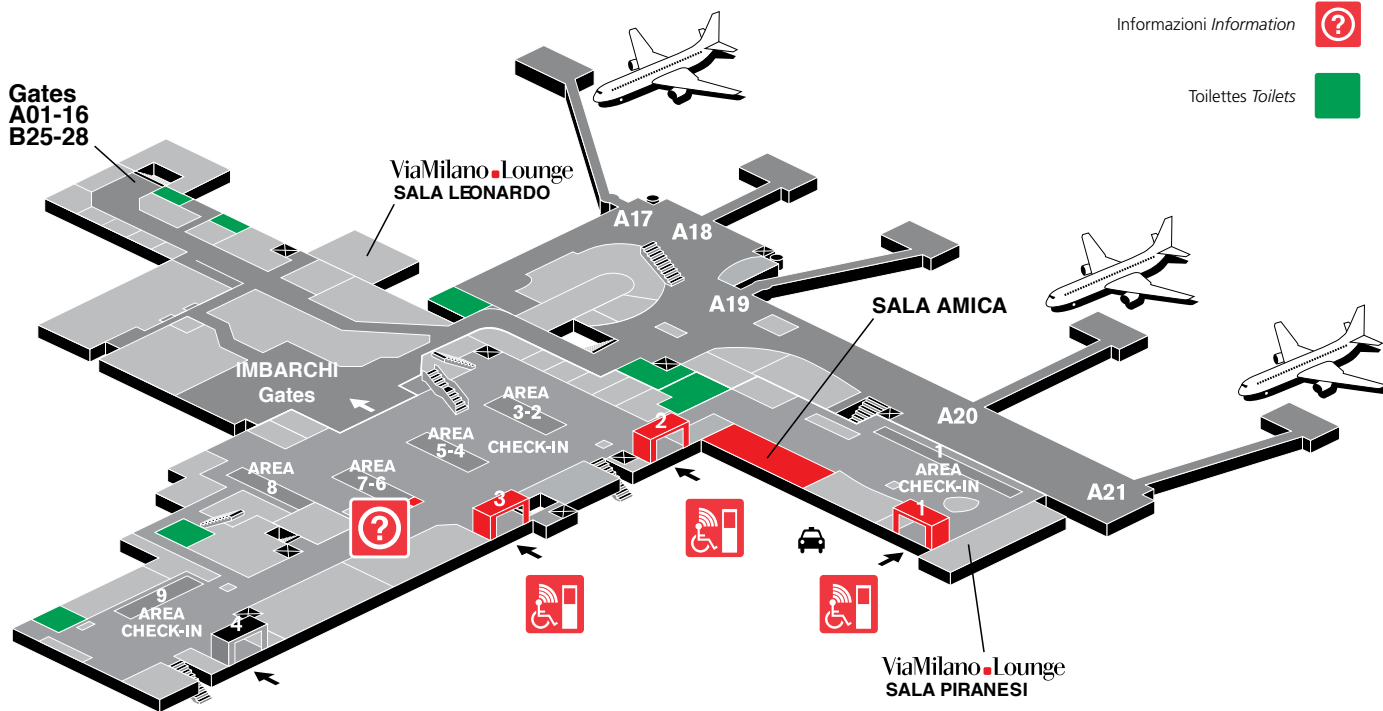 Informazioni Information
?
Toilettes Toilets
Gates
A01-16
B25-28
ViaMilano Lounge
SALA LEONARDO
A17
A18
A19
SALA AMICA
IMBARCHI
Gates
AREA
3-2
CHECK-IN
AREA
5-4
2
A20
1
AREA
CHECK-IN
AREA
8
AREA
7-6
A21
3
1
?
9
AREA
CHECK-IN
4
ViaMilano Lounge
SALA PIRANESI